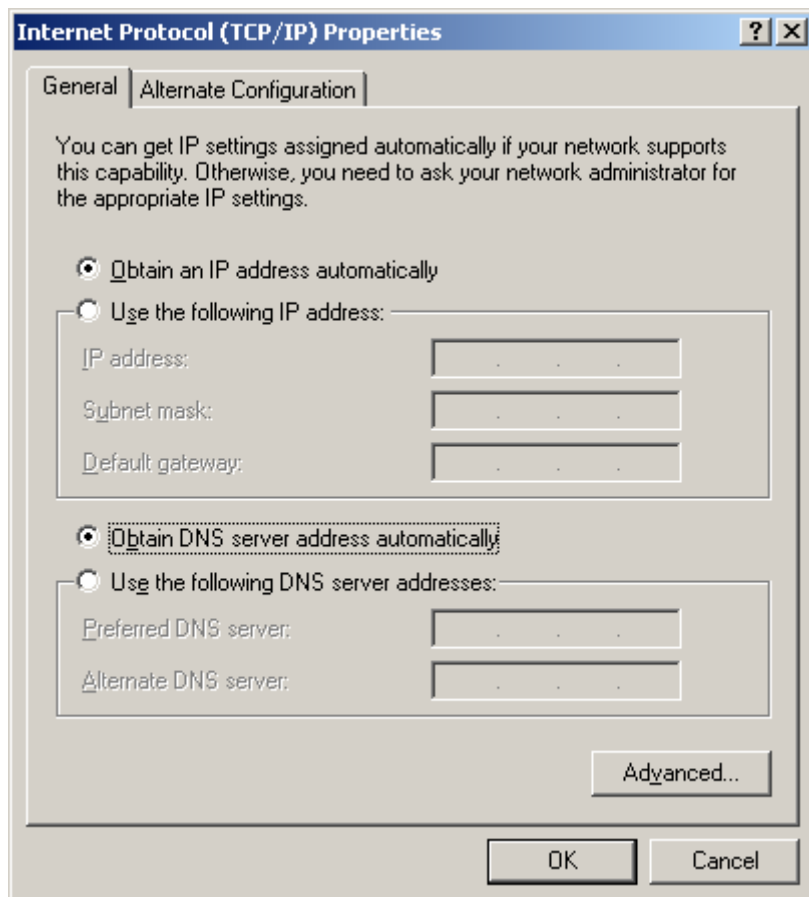 Internet Protocol (TCP/IP) Properties
General
Alternate Configuration
You can get IP settings assigned automatically if your network supports
this capability. Otherwise, you need to ask your network administrator for
the appropriate IP settings.
Obtain an IP address automatically
Use the following IP address:
IP address:
Subnet mask:
Default gateway:
Obtain DNS server address automatically
Use the following DNS server addresses:
Preferred DNS server:
Alternate DNS server:
Advanced...
OK
Cancel